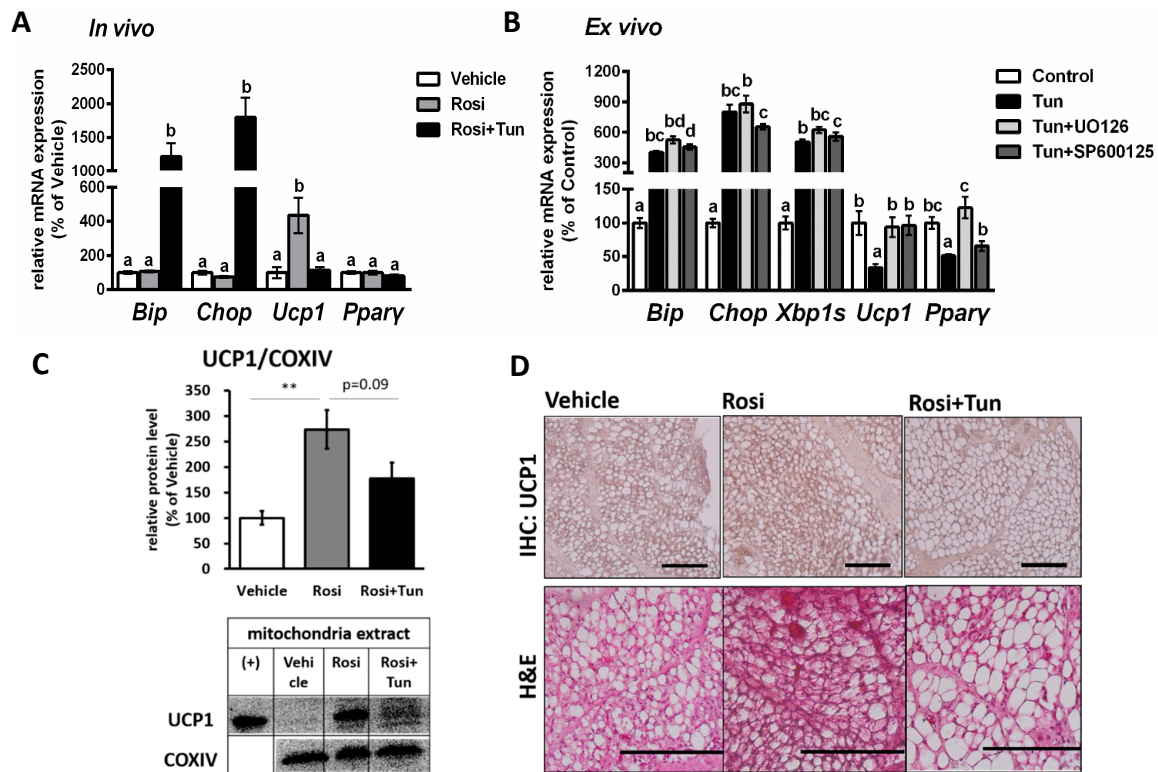 A
In vivo
relative mRNA expression
(% of Vehicle)
2500
2000
1500
1000
600
400
200
0
b
b
b
a a
a a
a
a
a a a
Vehicle
Rosi
Rosi+Tun
Bip Chop Ucp1 Pparγ
B
Ex vivo
relative mRNA expression
(% of Control)
1200
900
600
300
150
100
50
0
a bc bd d
a bc b c
a bc c c
b a b b
bc a c b
Control
Tun
Tun+UO126
Tun+SP600125
Bip Chop Xbp1s Ucp1 Pparγ
C
UCP1/COXIV
relative protein level
(% of Vehicle)
350
300
250
200
150
100
50
0
**
p=0.09
Vehicle Rosi Rosi+Tun
mitochondria extract
(+) Vehi Rosi Rosi+
cle Tun
UCP1
COXIV
D
Vehicle Rosi Rosi+Tun
IHC: UCP1
H&E